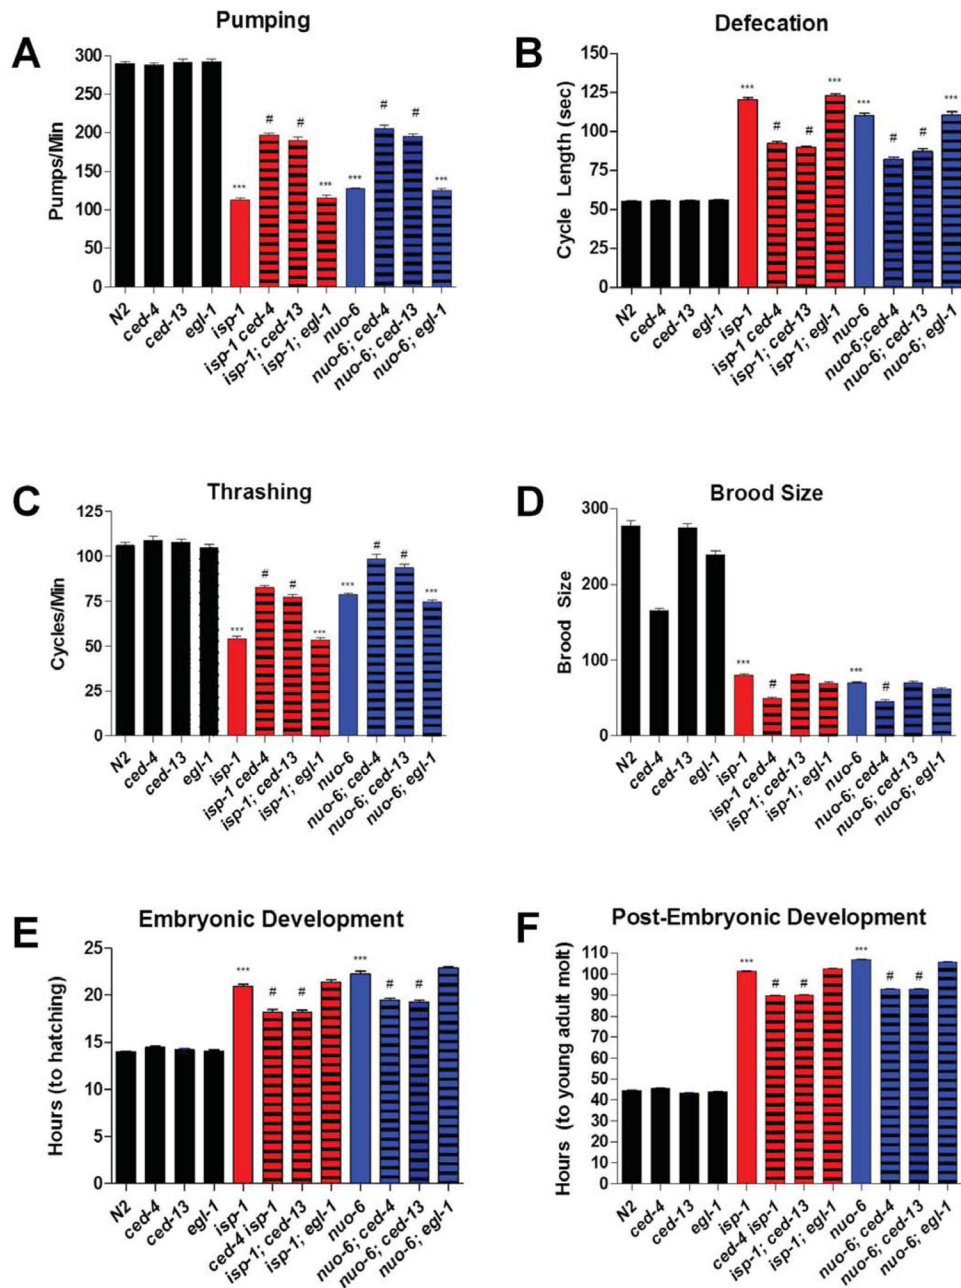 A
Pumping
Pumps/Min
300
250
200
150
100
50
0
***
#
#
***
***
#
#
***
N2
ced-4
ced-13
egl-1
isp-1
isp-1 ced-4
isp-1; ced-13
isp-1; egl-1
nuo-6
nuo-6; ced-4
nuo-6; ced-13
nuo-6; egl-1
B
Defecation
Cycle Length (sec)
150
125
100
75
50
25
0
***
#
#
***
***
#
#
***
N2
ced-4
ced-13
egl-1
isp-1
isp-1 ced-4
isp-1; ced-13
isp-1; egl-1
nuo-6
nuo-6;ced-4
nuo-6; ced-13
nuo-6; egl-1
C
Thrashing
Cycles/Min
125
100
75
50
25
0
***
#
#
***
***
#
#
***
N2
ced-4
ced-13
egl-1
isp-1
isp-1 ced-4
isp-1; ced-13
isp-1; egl-1
nuo-6
nuo-6; ced-4
nuo-6; ced-13
nuo-6; egl-1
D
Brood Size
Brood Size
300
200
100
0
***
#
***
#
N2
ced-4
ced-13
egl-1
isp-1
isp-1 ced-4
isp-1; ced-13
isp-1; egl-1
nuo-6
nuo-6; ced-4
nuo-6; ced-13
nuo-6; egl-1
E
Embryonic Development
Hours (to hatching)
25
20
15
10
5
0
***
#
#
***
#
#
N2
ced-4
ced-13
egl-1
isp-1
ced-4 isp-1
isp-1; ced-13
isp-1; egl-1
nuo-6
nuo-6; ced-4
nuo-6; ced-13
nuo-6; egl-1
F
Post-Embryonic Development
Hours (to young adult molt)
110
100
90
80
70
60
50
40
30
20
10
0
***
#
#
***
#
#
N2
ced-4
ced-13
egl-1
isp-1
ced-4 isp-1
isp-1; ced-13
isp-1; egl-1
nuo-6
nuo-6; ced-4
nuo-6; ced-13
nuo-6; egl-1